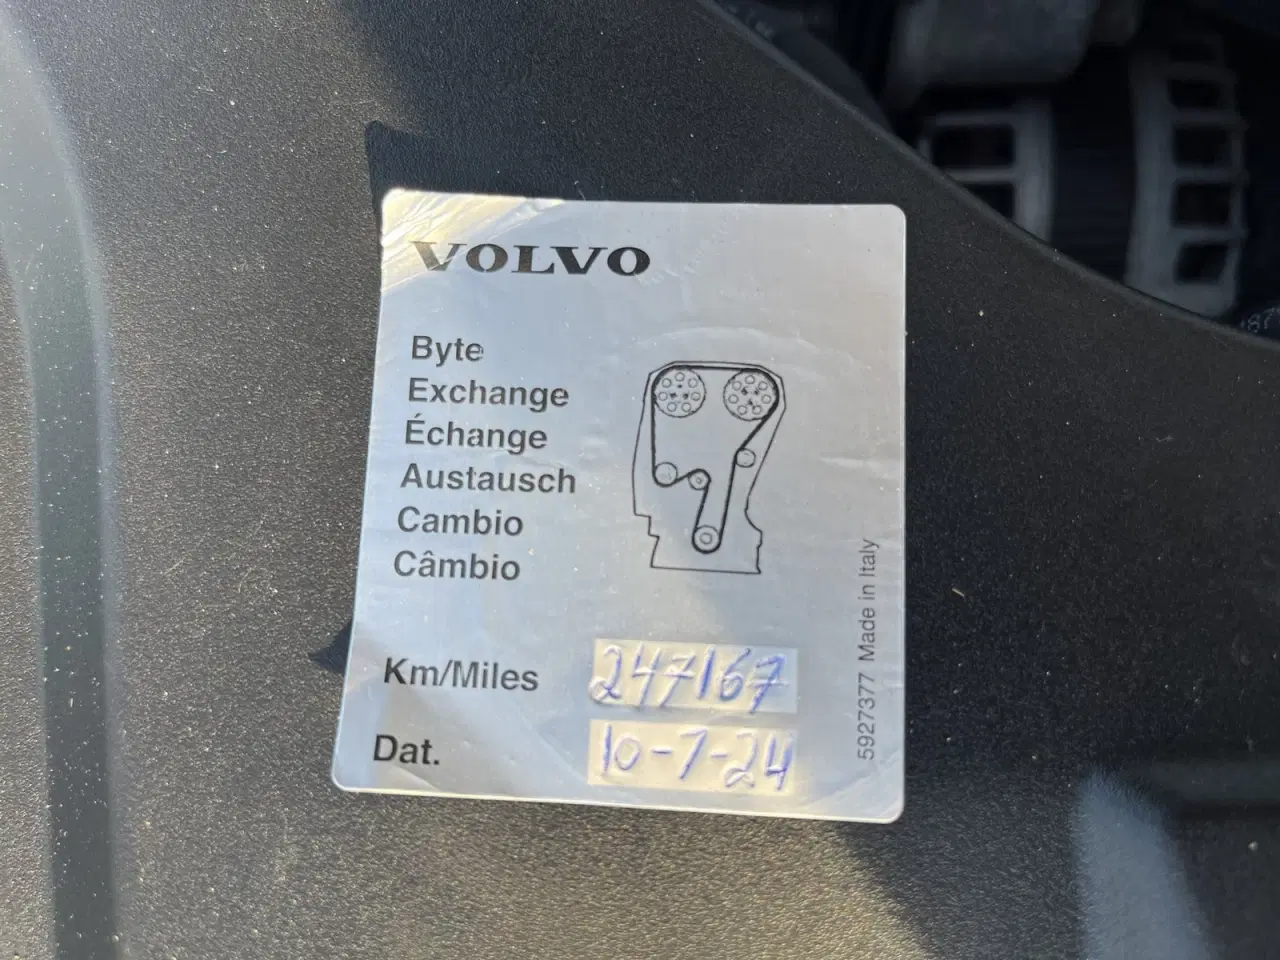 VOLVO
Byte
Exchange
Échange
Austausch
Cambio
Câmbio
Km/Miles 247167
Dat. 10-7-24
5927377 Made in Italy